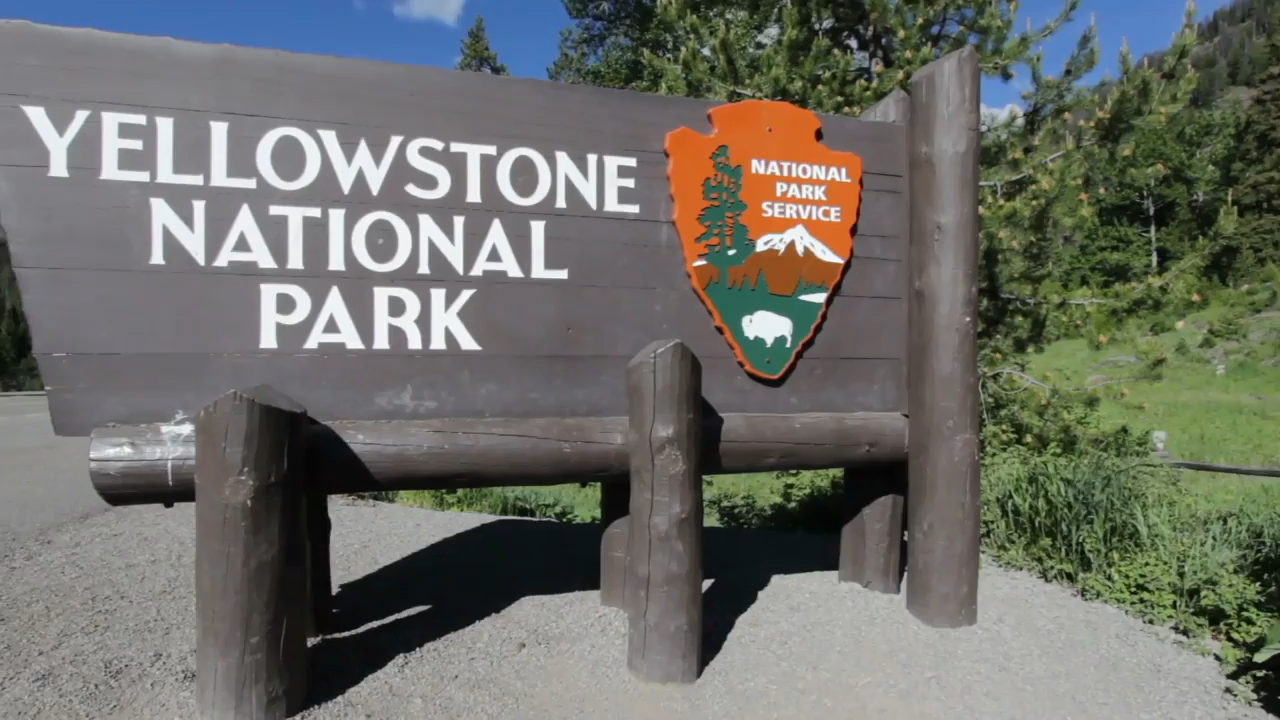 YELLOWSTONE
NATIONAL
PARK
NATIONAL
PARK
SERVICE